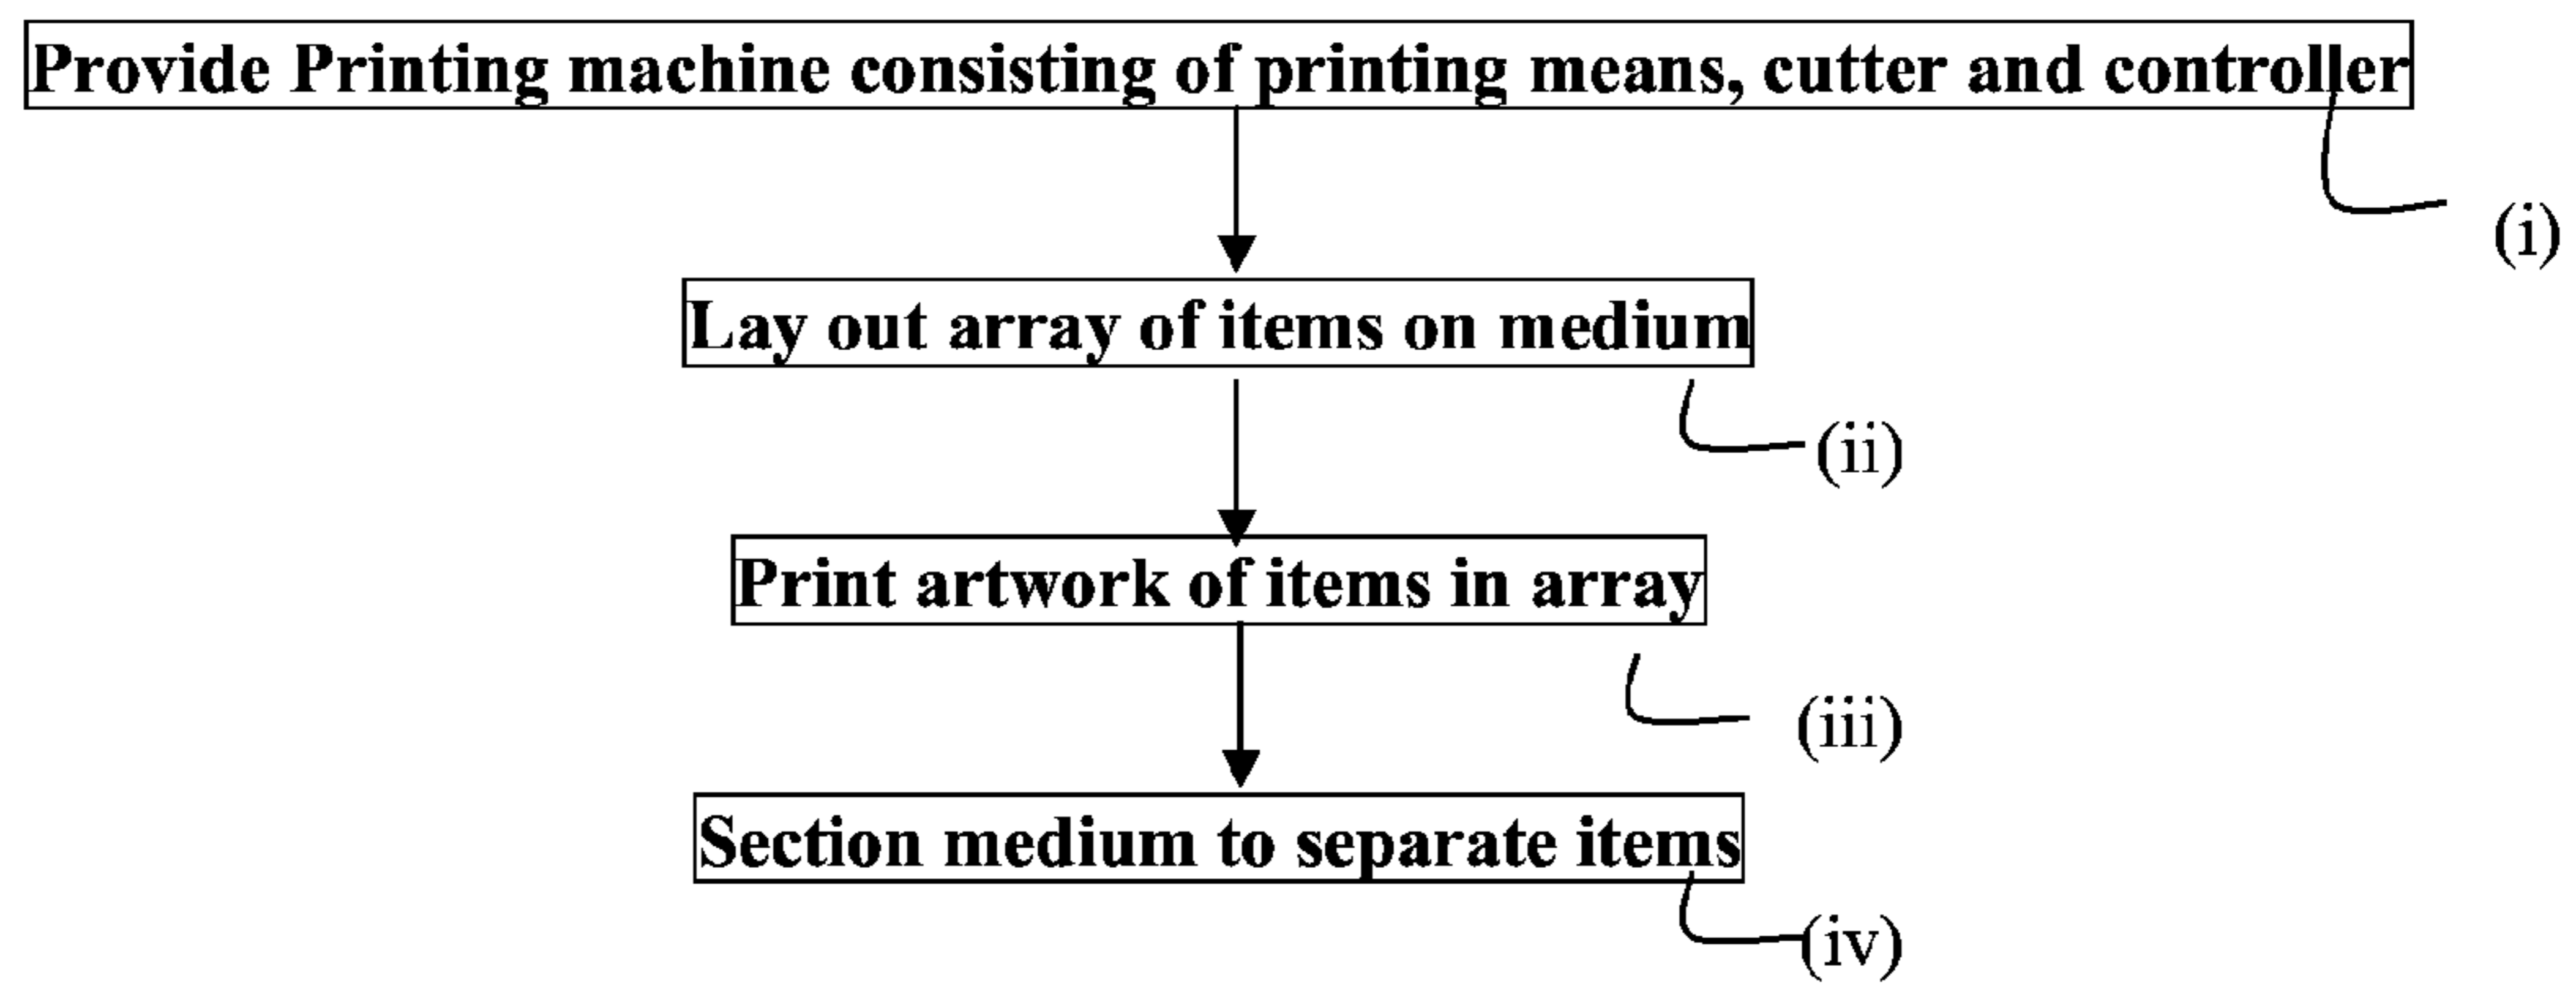 Provide Printing machine consisting of printing means, cutter and controller
(i)
Lay out array of items on medium
(ii)
Print artwork of items in array
(iii)
Section medium to separate items
(iv)